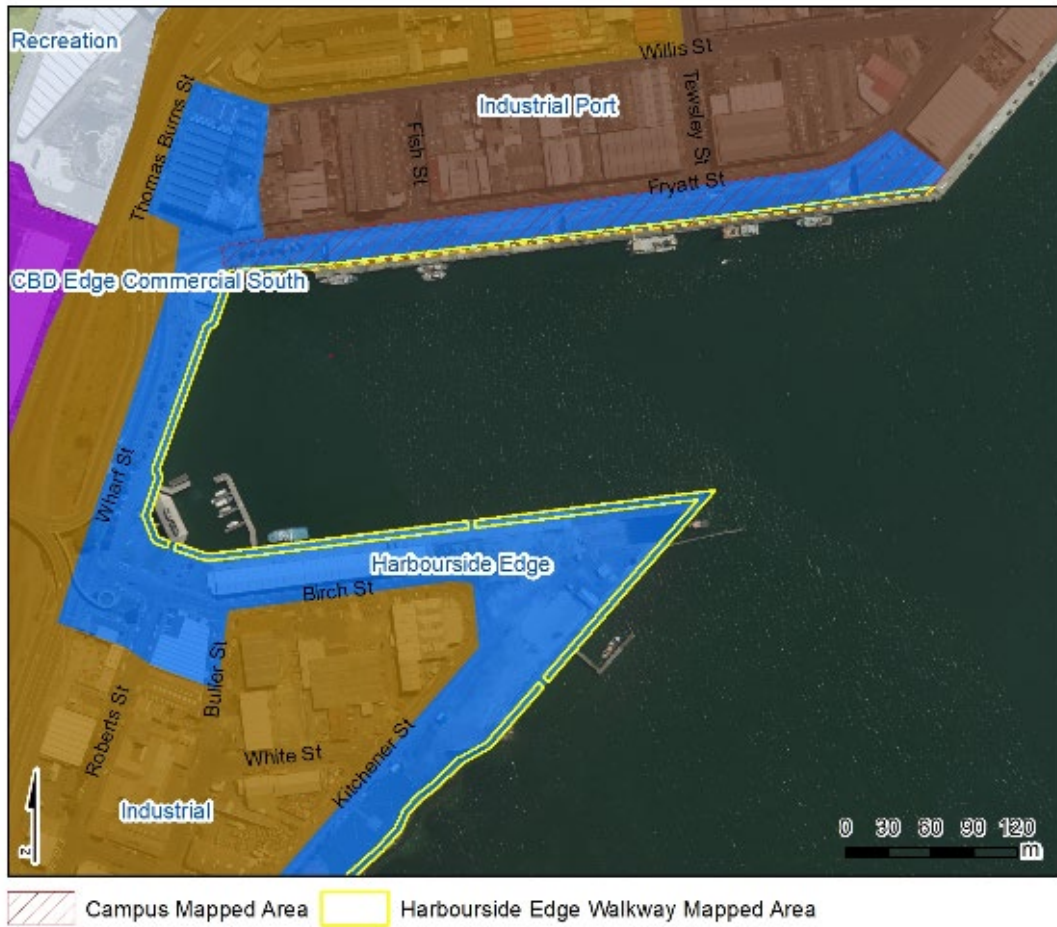 Recreation
Willis St
Thomas Burns St
Industrial Port
Tewsley St
Fish St
Fryatt St
CBD Edge Commercial South
Wharf St
Harbourside Edge
Birch St
Buller St
Roberts St
White St
Kitchener St
Industrial
0 30 60 90 120
m
N
Campus Mapped Area Harbourside Edge Walkway Mapped Area